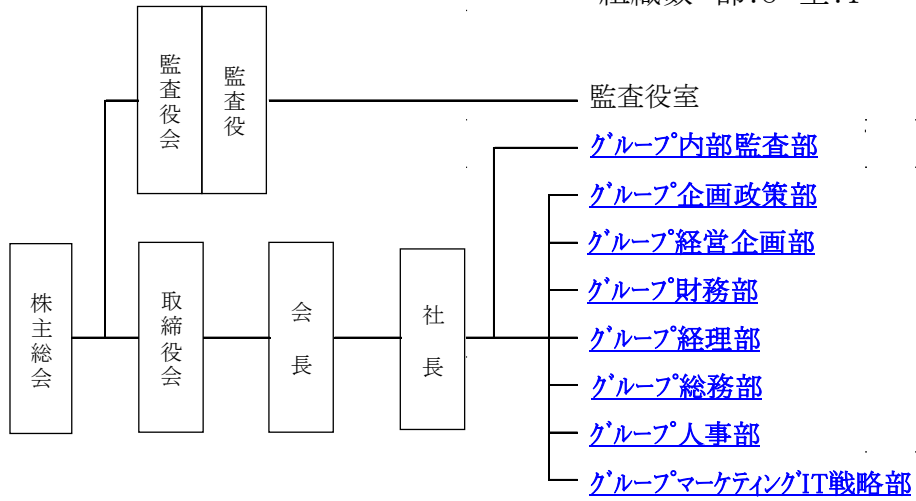 監査役会
監査役
監査役室
ｸﾞﾙｰﾌﾟ内部監査部
ｸﾞﾙｰﾌﾟ企画政策部
ｸﾞﾙｰﾌﾟ経営企画部
ｸﾞﾙｰﾌﾟ財務部
ｸﾞﾙｰﾌﾟ経理部
ｸﾞﾙｰﾌﾟ総務部
ｸﾞﾙｰﾌﾟ人事部
ｸﾞﾙｰﾌﾟﾏｰｹﾃｨﾝｸﾞIT戦略部
株主総会
取締役会
会長
社長